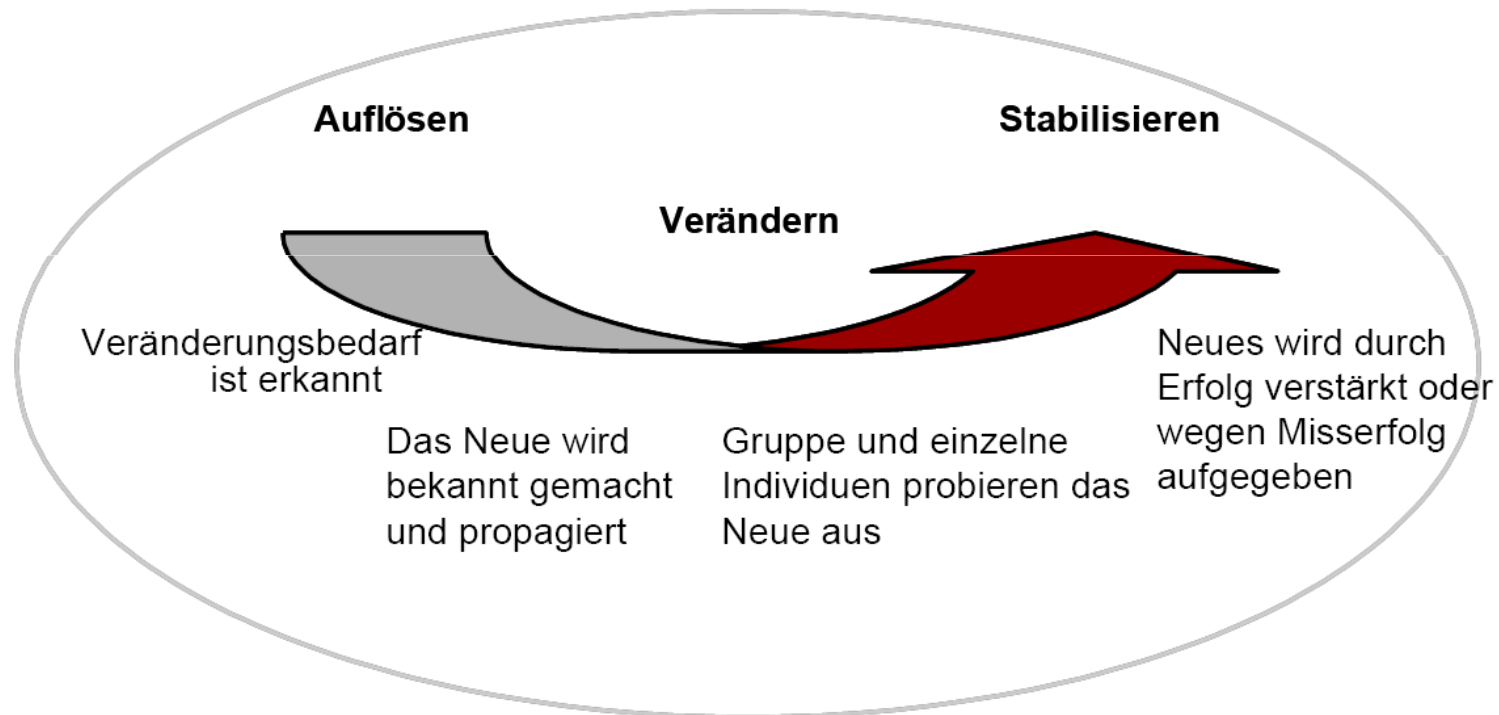 Auflösen
Stabilisieren
Verändern
Veränderungsbedarf
ist erkannt
Das Neue wird
bekannt gemacht
und propagiert
Gruppe und einzelne
Individuen probieren das
Neue aus
Neues wird durch
Erfolg verstärkt oder
wegen Misserfolg
aufgegeben